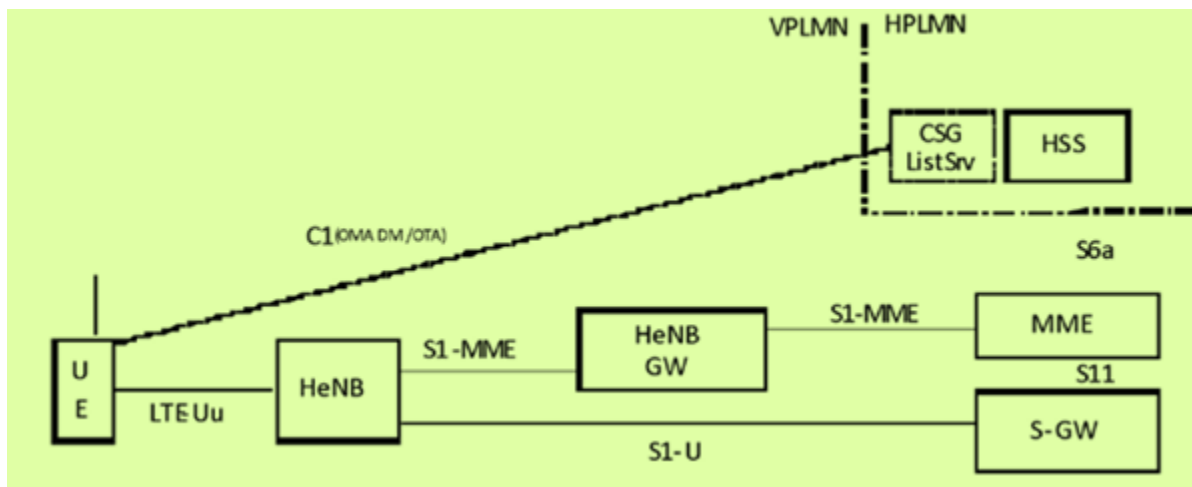 VPLMN HPLMN
CSG
ListSrv
HSS
C1(OMA DM/OTA)
S6a
S1-MME
MME
HeNB
GW
S1-MME
U
E
HeNB
S11
LTE-Uu
S-GW
S1-U